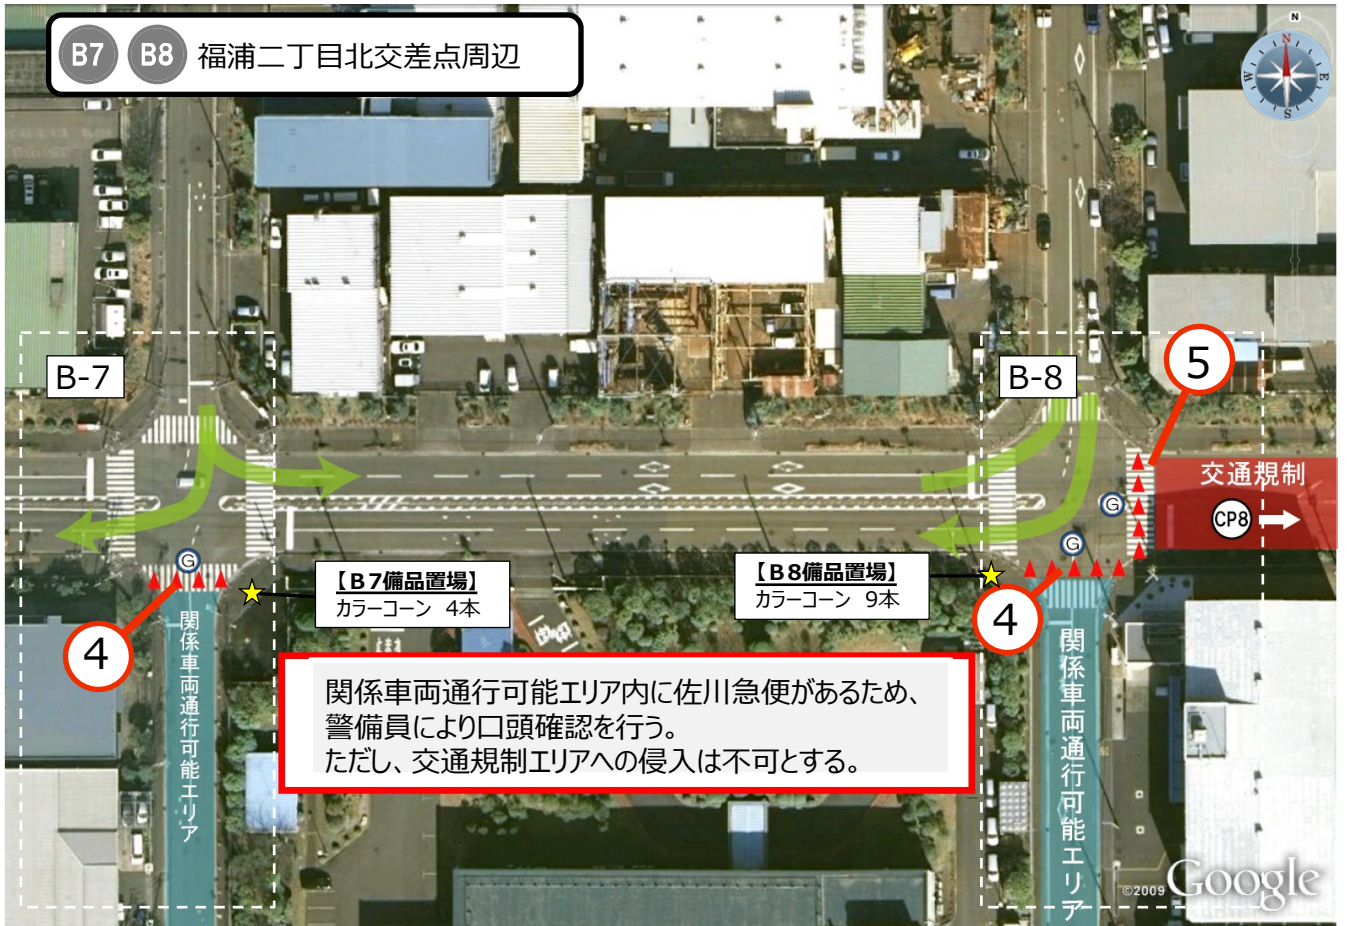 B7 B8 福浦二丁目北交差点周辺
N
N
W
E
S
B-7
B-8
5
交通規制
CP8
G
G
G
【B7備品置場】
カラーコーン 4本
【B8備品置場】
カラーコーン 9本
4
4
とまれ
関係車両通行可能エリア
関係車両通行可能エリア
関係車両通行可能エリア内に佐川急便があるため、
警備員により口頭確認を行う。
ただし、交通規制エリアへの侵入は不可とする。
©2009 Google